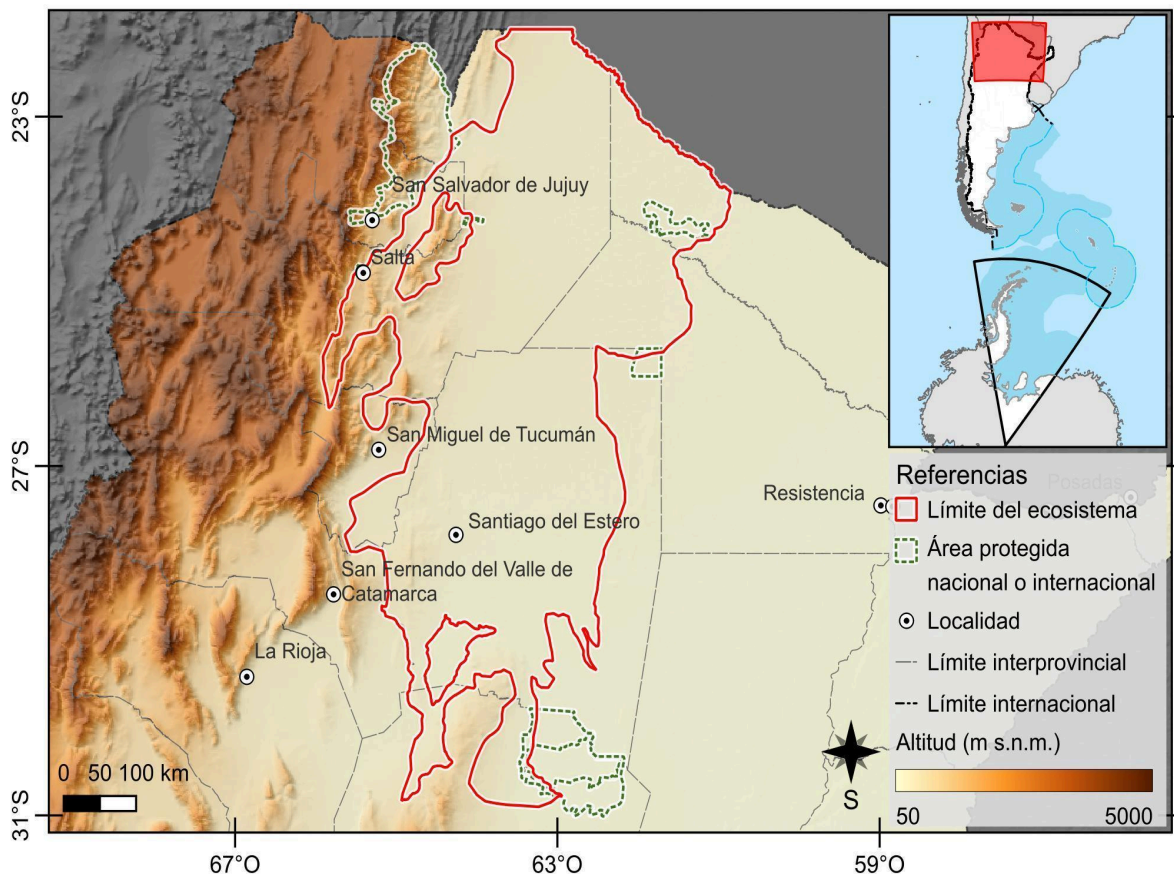 23°S
27°S
31°S
67°O
63°O
59°O
San Salvador de Jujuy
Salta
San Miguel de Tucumán
Santiago del Estero
San Fernando del Valle de
Catamarca
La Rioja
Resistencia
Posadas
0 50 100 km
S
Referencias
Límite del ecosistema
Área protegida
nacional o internacional
Localidad
Límite interprovincial
Límite internacional
Altitud (m s.n.m.)
50 5000